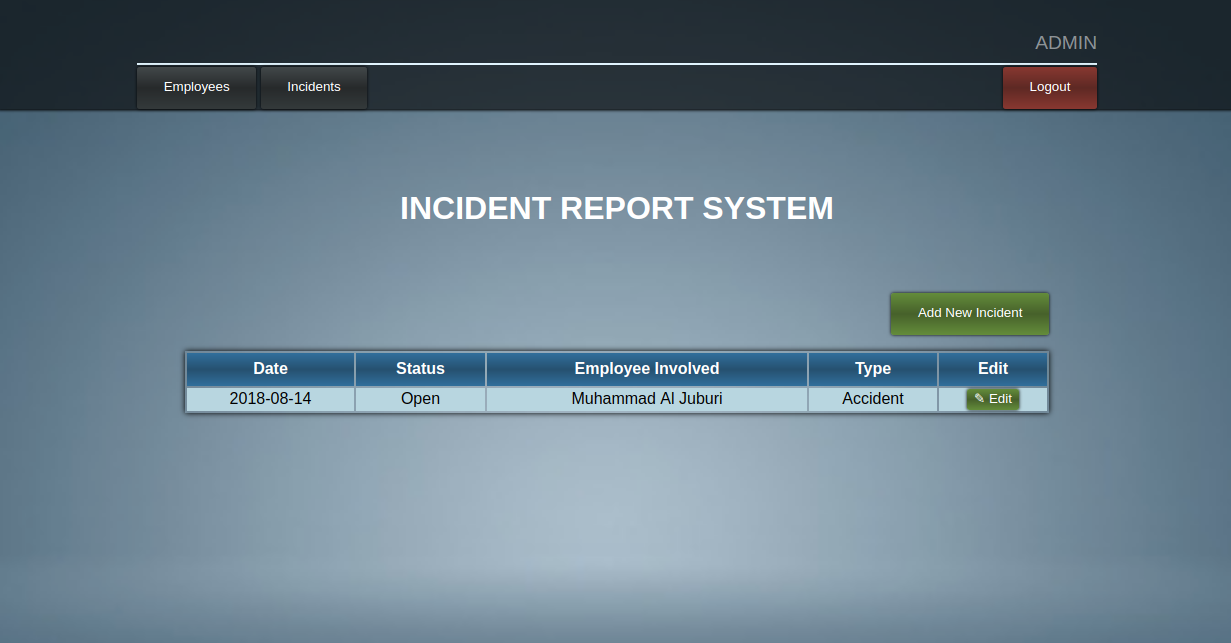 ADMIN
Employees Incidents Logout
INCIDENT REPORT SYSTEM
Add New Incident
Date Status Employee Involved Type Edit
2018-08-14 Open Muhammad Al Juburi Accident ✎ Edit